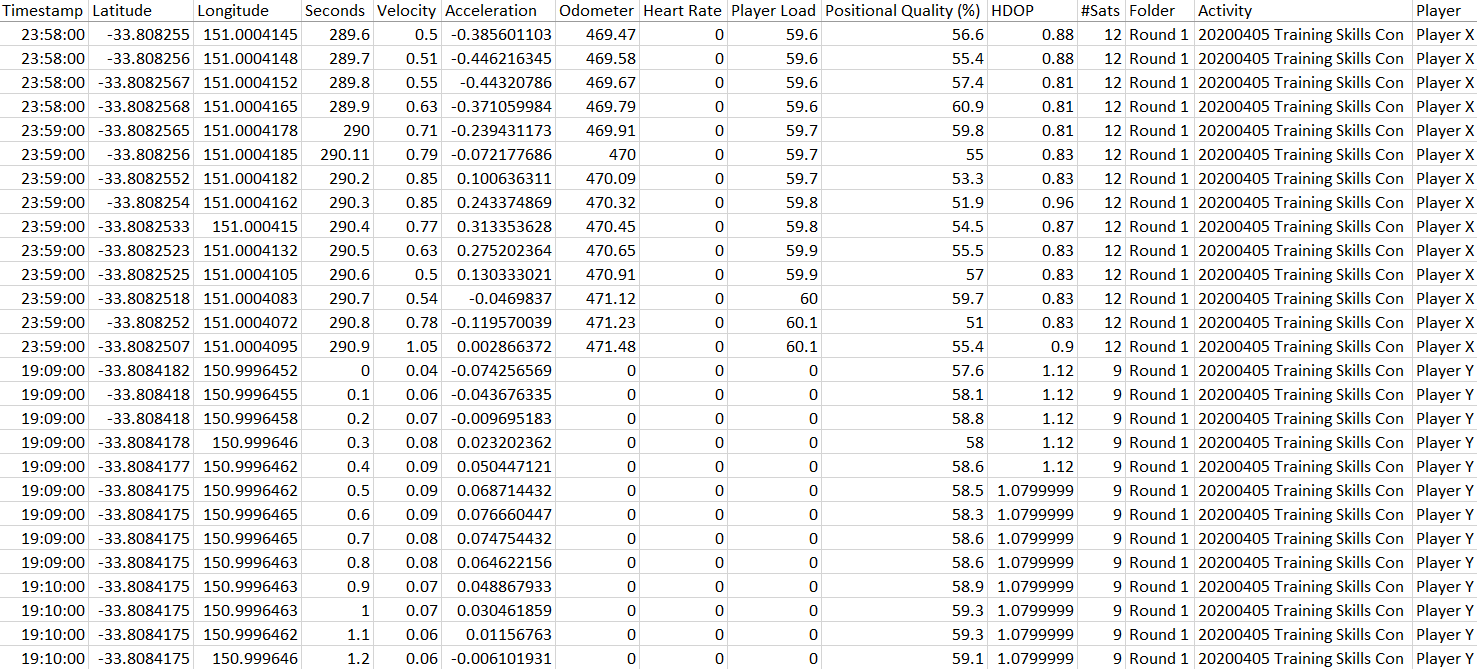 Timestamp Latitude Longitude Seconds Velocity Acceleration Odometer Heart Rate Player Load Positional Quality (%) HDOP #Sats Folder Activity Player
23:58:00 -33.808255 151.0004145 289.6 0.5 -0.385601103 469.47 0 59.6 56.6 0.88 12 Round 1 20200405 Training Skills Con Player X
23:58:00 -33.808256 151.0004148 289.7 0.51 -0.446216345 469.58 0 59.6 55.4 0.88 12 Round 1 20200405 Training Skills Con Player X
23:58:00 -33.8082567 151.0004152 289.8 0.55 -0.44320786 469.67 0 59.6 57.4 0.81 12 Round 1 20200405 Training Skills Con Player X
23:58:00 -33.8082568 151.0004165 289.9 0.63 -0.371059984 469.79 0 59.6 60.9 0.81 12 Round 1 20200405 Training Skills Con Player X
23:59:00 -33.8082565 151.0004178 290 0.71 -0.239431173 469.91 0 59.7 59.8 0.81 12 Round 1 20200405 Training Skills Con Player X
23:59:00 -33.808256 151.0004185 290.11 0.79 -0.072177686 470 0 59.7 55 0.83 12 Round 1 20200405 Training Skills Con Player X
23:59:00 -33.8082552 151.0004182 290.2 0.85 0.100636311 470.09 0 59.7 53.3 0.83 12 Round 1 20200405 Training Skills Con Player X
23:59:00 -33.808254 151.0004162 290.3 0.85 0.243374869 470.32 0 59.8 51.9 0.96 12 Round 1 20200405 Training Skills Con Player X
23:59:00 -33.8082533 151.000415 290.4 0.77 0.313353628 470.45 0 59.8 54.5 0.87 12 Round 1 20200405 Training Skills Con Player X
23:59:00 -33.8082523 151.0004132 290.5 0.63 0.275202364 470.65 0 59.9 55.5 0.83 12 Round 1 20200405 Training Skills Con Player X
23:59:00 -33.8082525 151.0004105 290.6 0.5 0.130333021 470.91 0 59.9 57 0.83 12 Round 1 20200405 Training Skills Con Player X
23:59:00 -33.8082518 151.0004083 290.7 0.54 -0.0469837 471.12 0 60 59.7 0.83 12 Round 1 20200405 Training Skills Con Player X
23:59:00 -33.808252 151.0004072 290.8 0.78 -0.119570039 471.23 0 60.1 51 0.83 12 Round 1 20200405 Training Skills Con Player X
23:59:00 -33.8082507 151.0004095 290.9 1.05 0.002866372 471.48 0 60.1 55.4 0.9 12 Round 1 20200405 Training Skills Con Player X
19:09:00 -33.8084182 150.9996452 0 0.04 -0.074256569 0 0 0 57.6 1.12 9 Round 1 20200405 Training Skills Con Player Y
19:09:00 -33.808418 150.9996455 0.1 0.06 -0.043676335 0 0 0 58.1 1.12 9 Round 1 20200405 Training Skills Con Player Y
19:09:00 -33.808418 150.9996458 0.2 0.07 -0.009695183 0 0 0 58.8 1.12 9 Round 1 20200405 Training Skills Con Player Y
19:09:00 -33.8084178 150.999646 0.3 0.08 0.023202362 0 0 0 58 1.12 9 Round 1 20200405 Training Skills Con Player Y
19:09:00 -33.8084177 150.9996462 0.4 0.09 0.050447121 0 0 0 58.6 1.12 9 Round 1 20200405 Training Skills Con Player Y
19:09:00 -33.8084175 150.9996462 0.5 0.09 0.068714432 0 0 0 58.5 1.0799999 9 Round 1 20200405 Training Skills Con Player Y
19:09:00 -33.8084175 150.9996465 0.6 0.09 0.076660447 0 0 0 58.3 1.0799999 9 Round 1 20200405 Training Skills Con Player Y
19:09:00 -33.8084175 150.9996465 0.7 0.08 0.074754432 0 0 0 58.6 1.0799999 9 Round 1 20200405 Training Skills Con Player Y
19:09:00 -33.8084175 150.9996463 0.8 0.08 0.064622156 0 0 0 58.6 1.0799999 9 Round 1 20200405 Training Skills Con Player Y
19:10:00 -33.8084175 150.9996463 0.9 0.07 0.048867933 0 0 0 58.9 1.0799999 9 Round 1 20200405 Training Skills Con Player Y
19:10:00 -33.8084175 150.9996463 1 0.07 0.030461859 0 0 0 59.3 1.0799999 9 Round 1 20200405 Training Skills Con Player Y
19:10:00 -33.8084175 150.9996462 1.1 0.06 0.01156763 0 0 0 59.3 1.0799999 9 Round 1 20200405 Training Skills Con Player Y
19:10:00 -33.8084175 150.999646 1.2 0.06 -0.006101931 0 0 0 59.1 1.0799999 9 Round 1 20200405 Training Skills Con Player Y